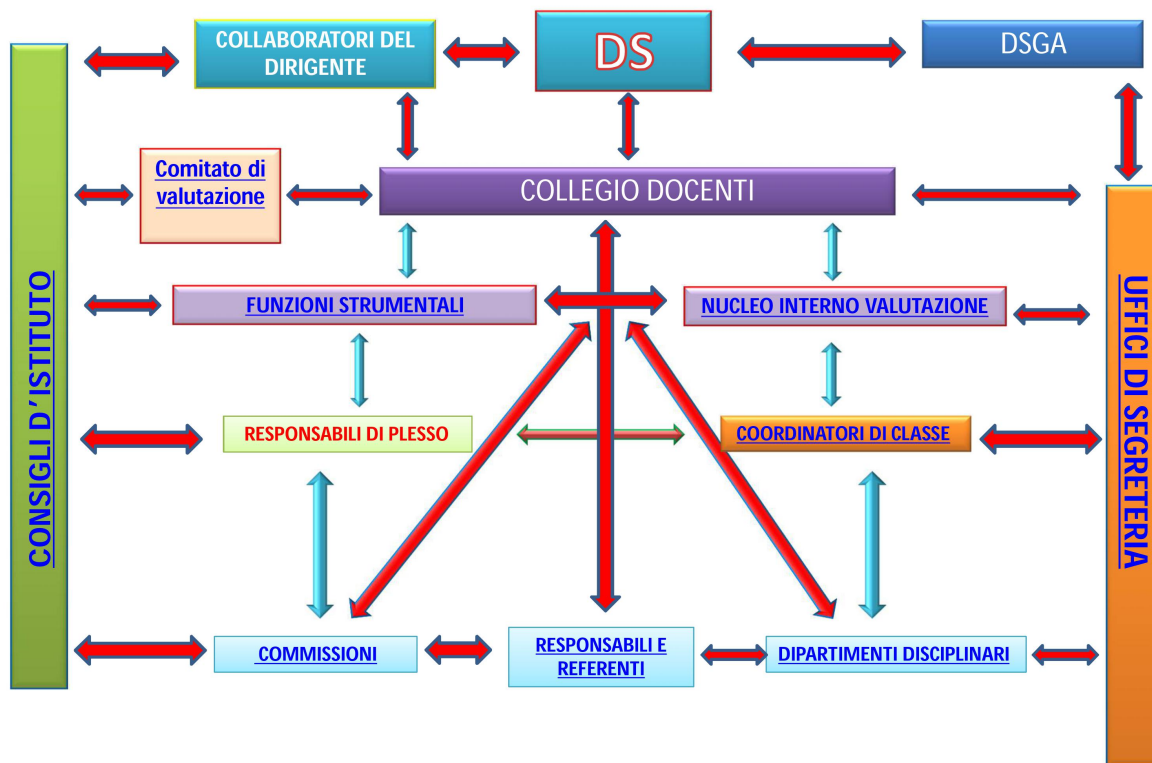 COLLABORATORI DEL
DIRIGENTE
DS
DSGA
Comitato di
valutazione
COLLEGIO DOCENTI
CONSIGLI D’ISTITUTO
UFFICI DI SEGRETERIA
FUNZIONI STRUMENTALI
NUCLEO INTERNO VALUTAZIONE
RESPONSABILI DI PLESSO
COORDINATORI DI CLASSE
COMMISSIONI
RESPONSABILI E
REFERENTI
DIPARTIMENTI DISCIPLINARI